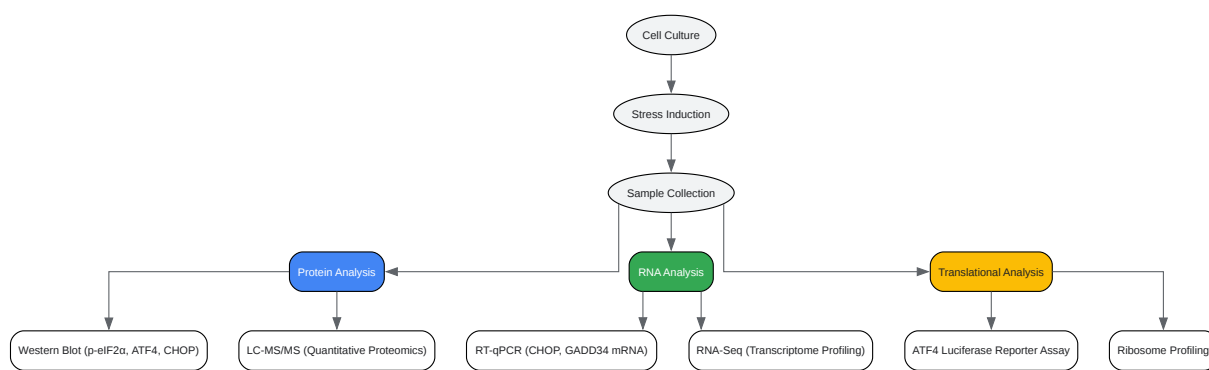 Cell Culture
Stress Induction
Sample Collection
Protein Analysis
RNA Analysis
Translational Analysis
Western Blot (p-eIF2α, ATF4, CHOP)
LC-MS/MS (Quantitative Proteomics)
RT-qPCR (CHOP, GADD34 mRNA)
RNA-Seq (Transcriptome Profiling)
ATF4 Luciferase Reporter Assay
Ribosome Profiling